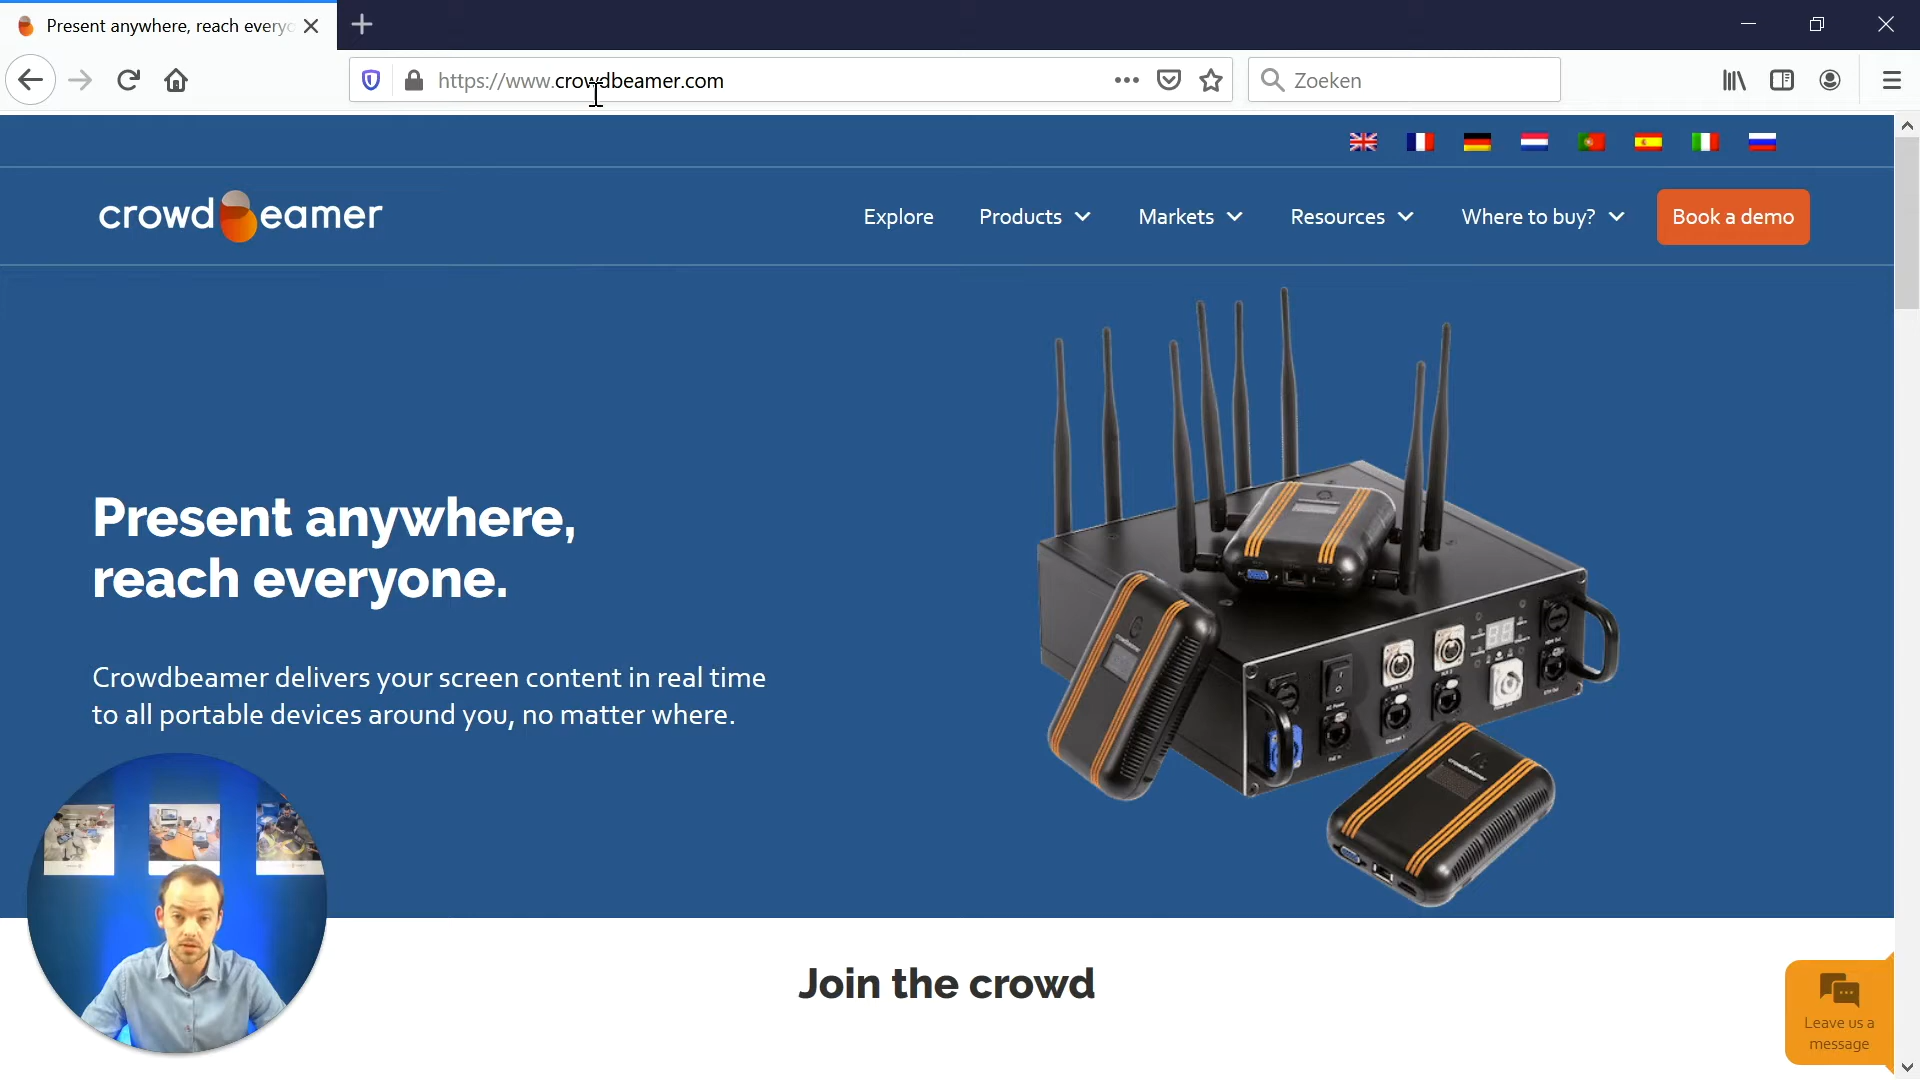 Present anywhere, reach everyo
https://www.crowdbeamer.com
Zoeken
crowdbeamer
Explore
Products
Markets
Resources
Where to buy?
Book a demo
Present anywhere,
reach everyone.
Crowdbeamer delivers your screen content in real time
to all portable devices around you, no matter where.
Join the crowd
Leave us a
message